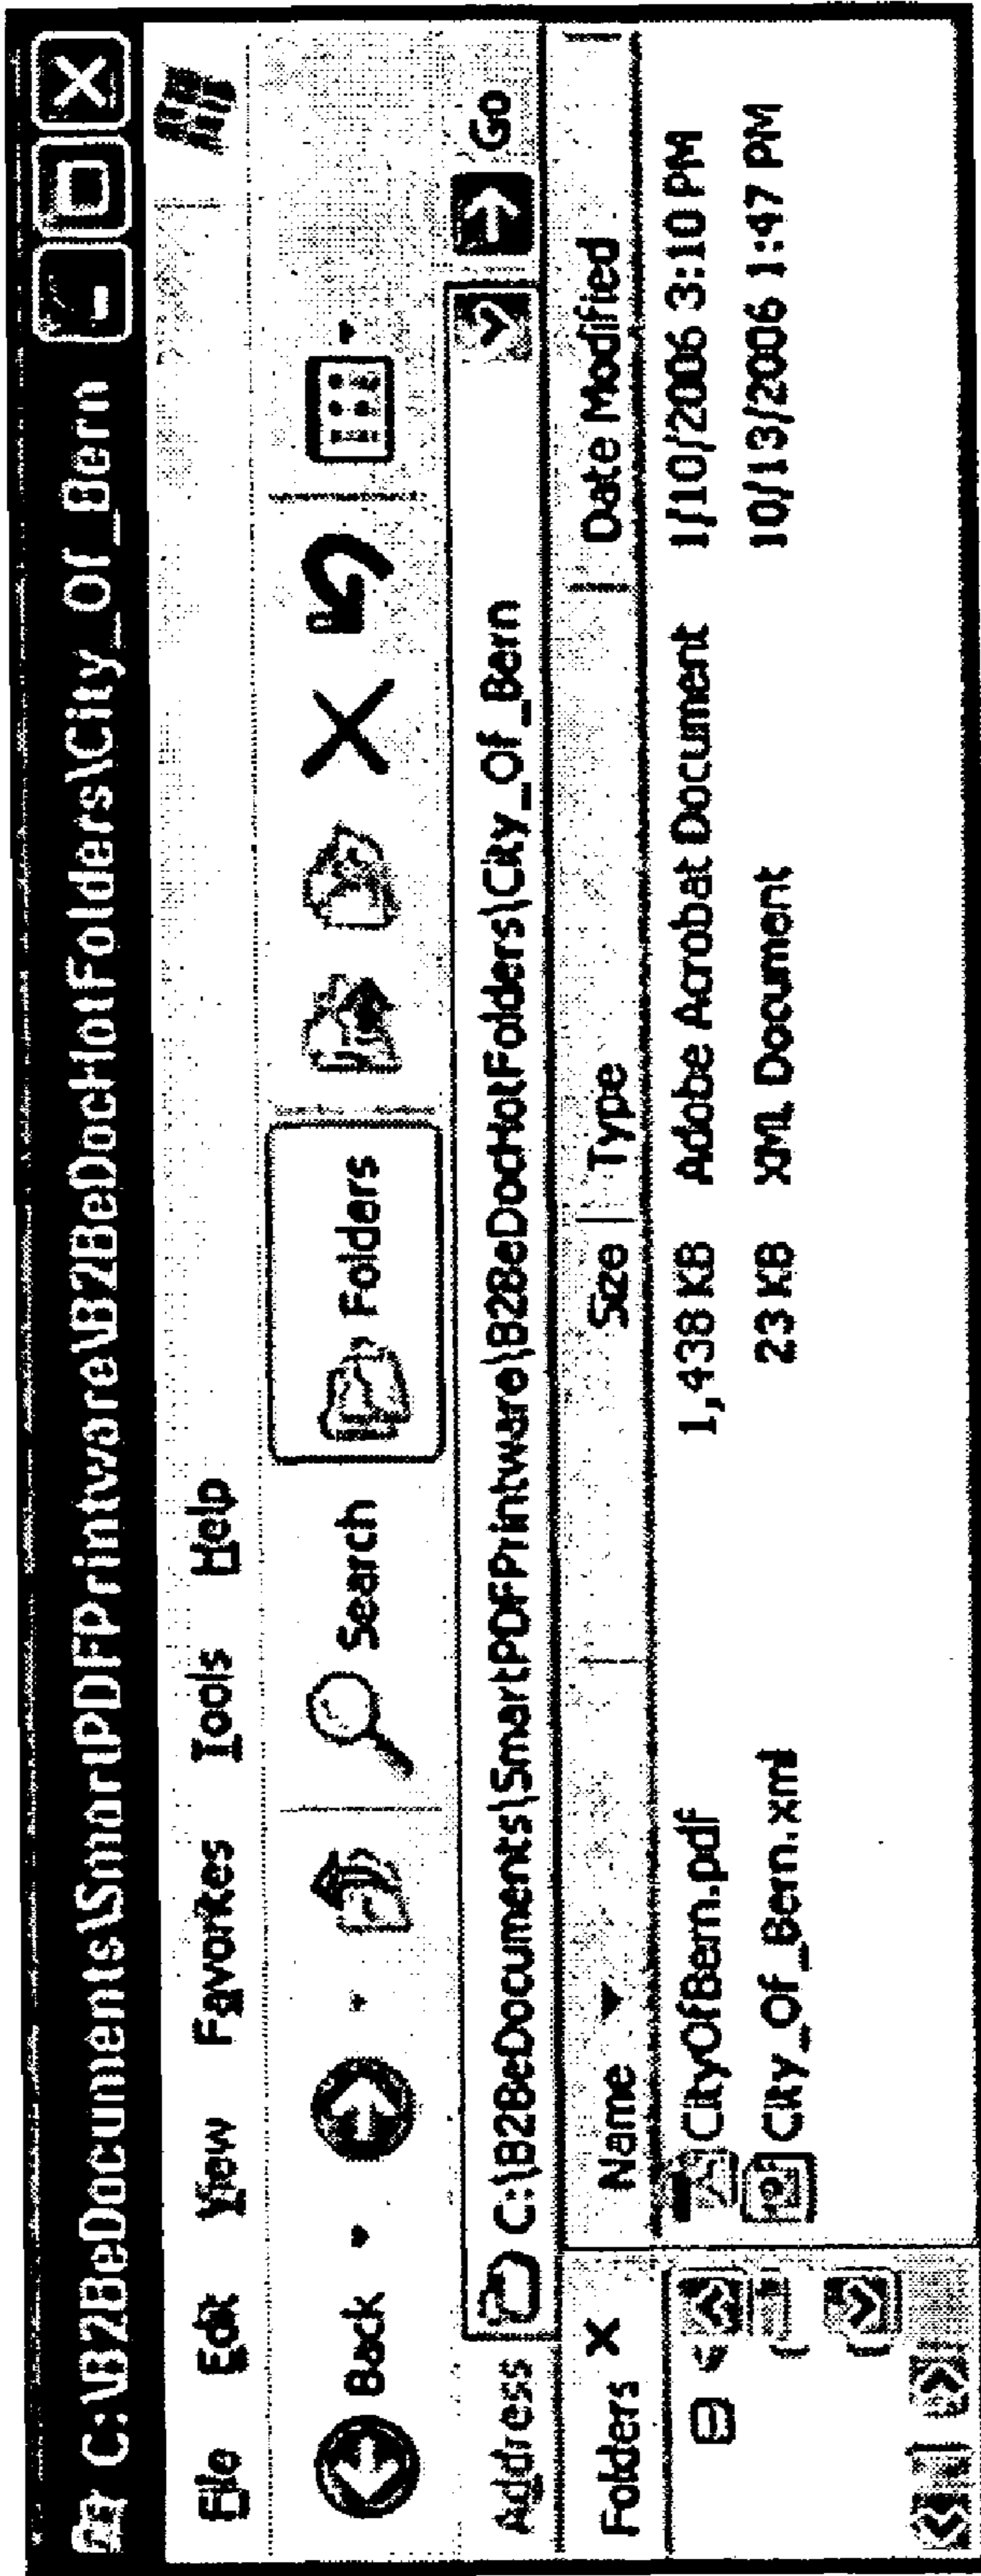 C:\B2BeDocuments\SmartPDFPrintware\B2BeDocHotFolders\City_Of_Bern
File Edit View Favorites Tools Help
Back Search Folders
Address C:\B2BeDocuments\SmartPDFPrintware\B2BeDocHotFolders\City_Of_Bern Go
Folders X Name Size Type Date Modified
CityOfBern.pdf 1,438 KB Adobe Acrobat Document 1/10/2006 3:10 PM
City_Of_Bern.xml 23 KB XML Document 10/13/2006 1:47 PM